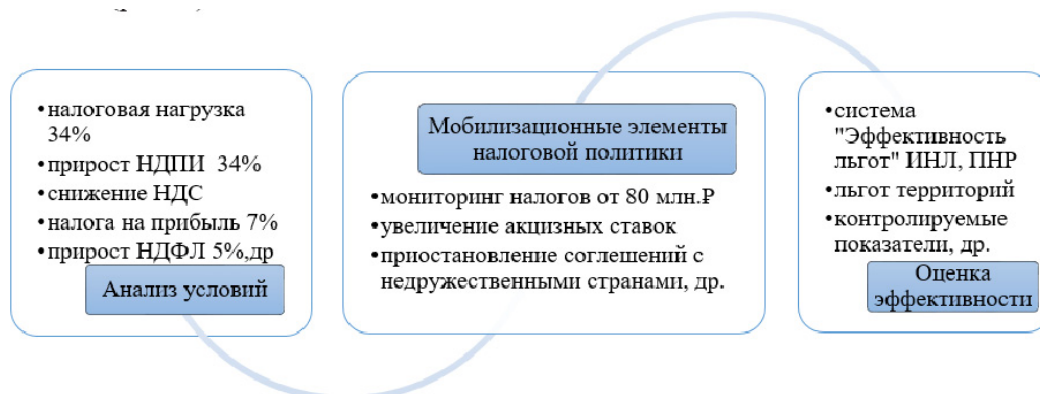 •налоговая нагрузка
34%
•прирост НДПИ 34%
•снижение НДС
•налога на прибыль 7%
•прирост НДФЛ 5%,др
Анализ условий
Мобилизационные элементы
налоговой политики
•мониторинг налогов от 80 млн.₽
•увеличение акцизных ставок
•приостановление соглешений с
недружественными странами, др.
•система
"Эффективность
льгот" ИНЛ, ПНР
•льгот территорий
•контролируемые
показатели, др.
Оценка
эффективности